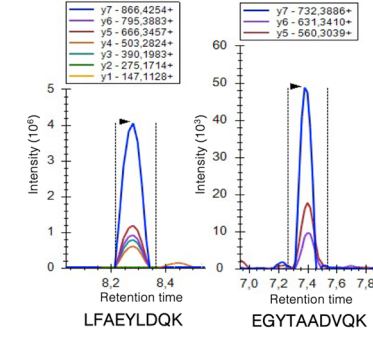 y7 - 866,4254+
y6 - 795,3883+
y5 - 666,3457+
y4 - 503,2824+
y3 - 390,1983+
y2 - 275,1714+
y1 - 147,1128+
Intensity (10⁶)
5
4
3
2
1
0
8,2 8,4
Retention time
LFAEYLDQK
y7 - 732,3886+
y6 - 631,3410+
y5 - 560,3039+
Intensity (10³)
60
50
40
30
20
10
0
7,0 7,2 7,4 7,6 7,8
Retention time
EGYTAADVQK